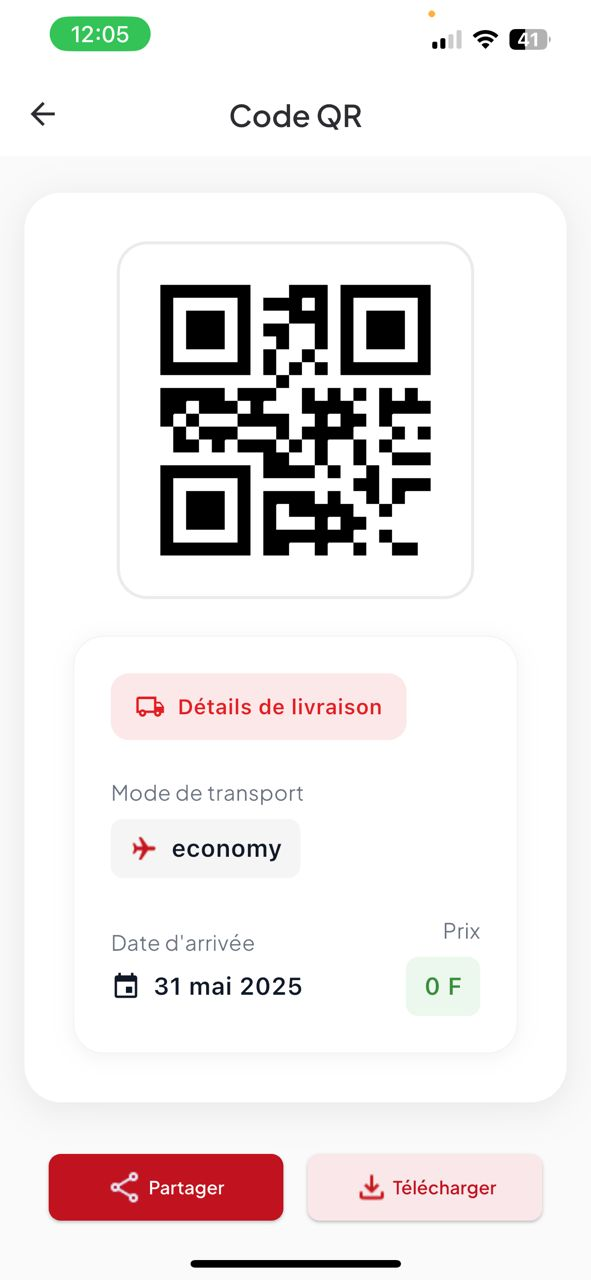 12:05
41
Code QR
Détails de livraison
Mode de transport
economy
Date d'arrivée
31 mai 2025
Prix
0 F
Partager
Télécharger